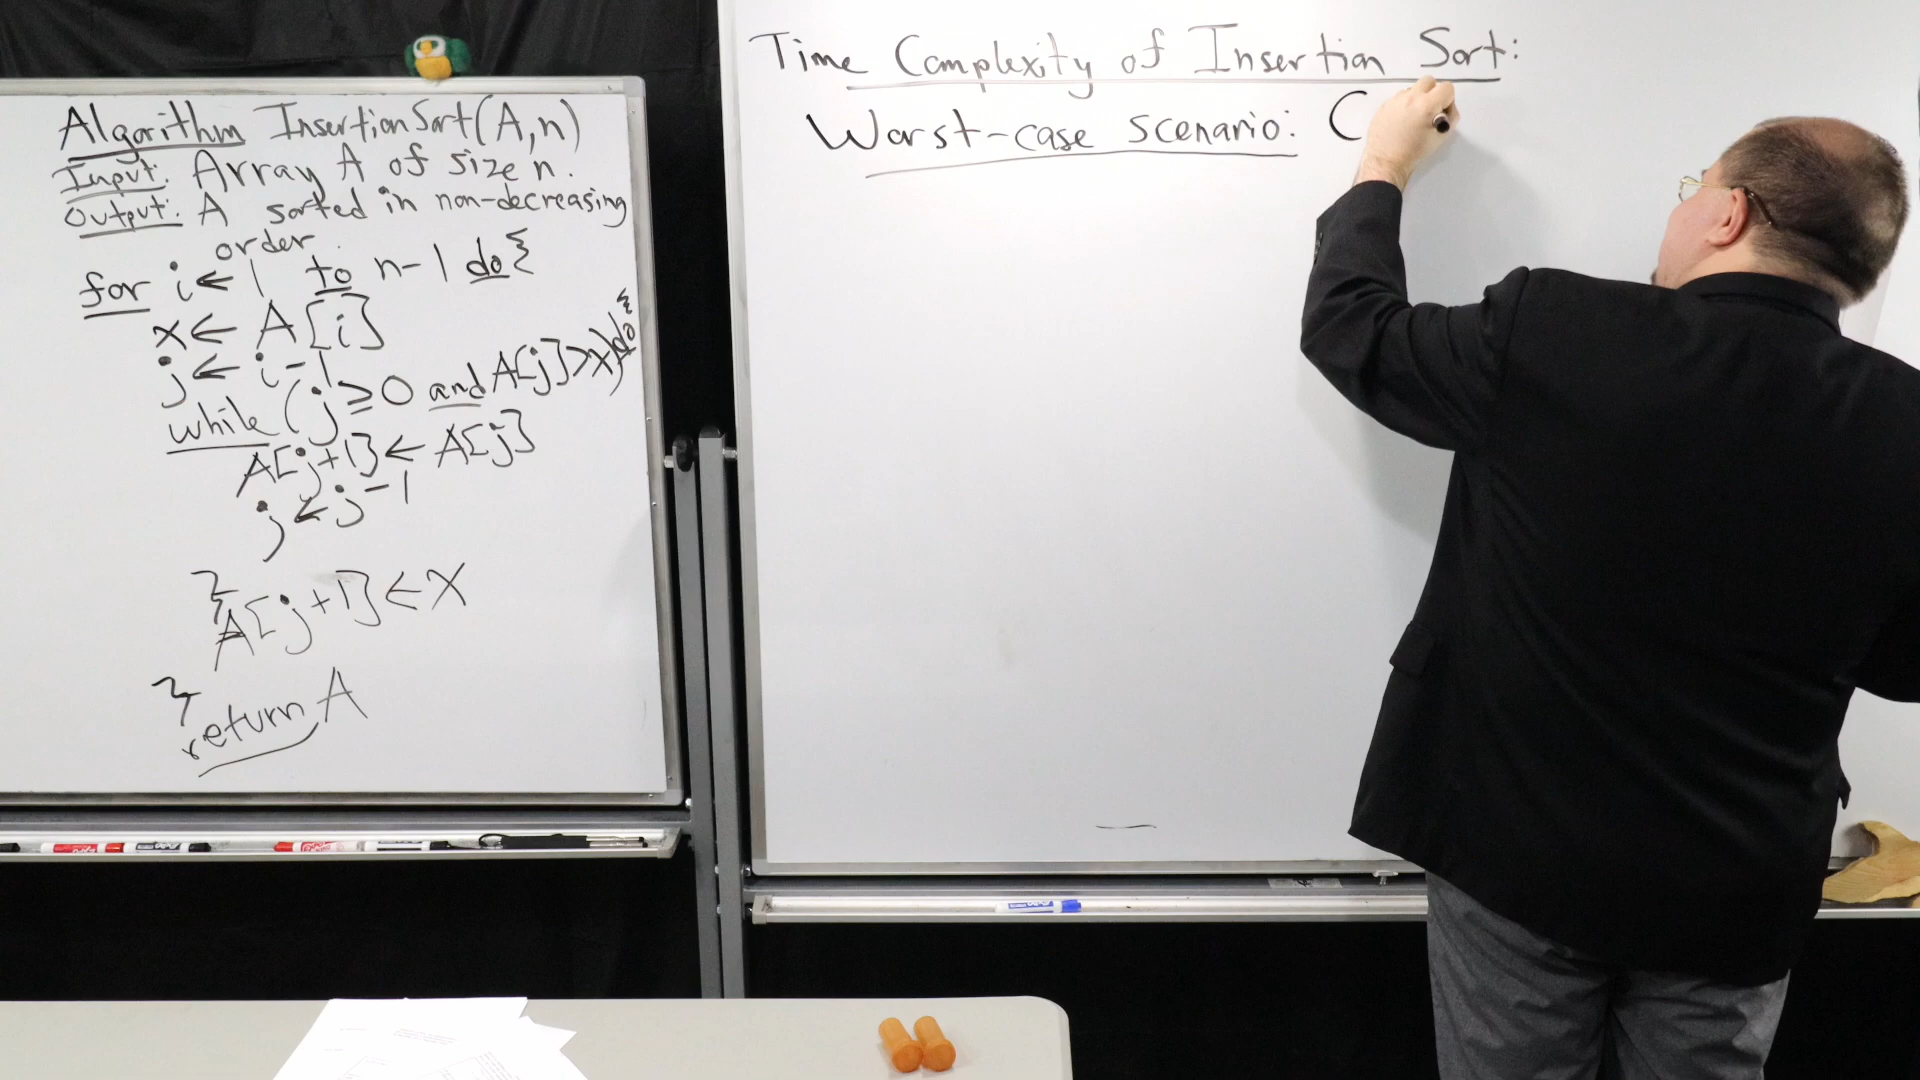 Algorithm InsertionSort(A,n)
Input: Array A of size n.
Output: A sorted in non-decreasing
order.
for i ← 1 to n-1 do {
x ← A[i]
j ← i-1
while (j ≥ 0 and A[j] > x) do {
A[j+1] ← A[j]
j ← j-1
}
A[j+1] ← x
}
return A
Time Complexity of Insertion Sort:
Worst-case scenario: C